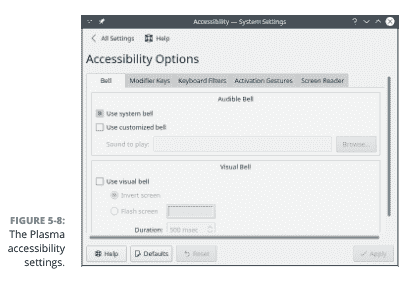 Accessibility — System Settings
All Settings Help
Accessibility Options
Bell Modifier Keys Keyboard Filters Activation Gestures Screen Reader
Audible Bell
Use system bell
Use customized bell
Sound to play: Browse...
Visual Bell
Use visual bell
Invert screen
Flash screen
Duration: 500 msec
Help Defaults Reset Apply
FIGURE 5-8:
The Plasma
accessibility
settings.